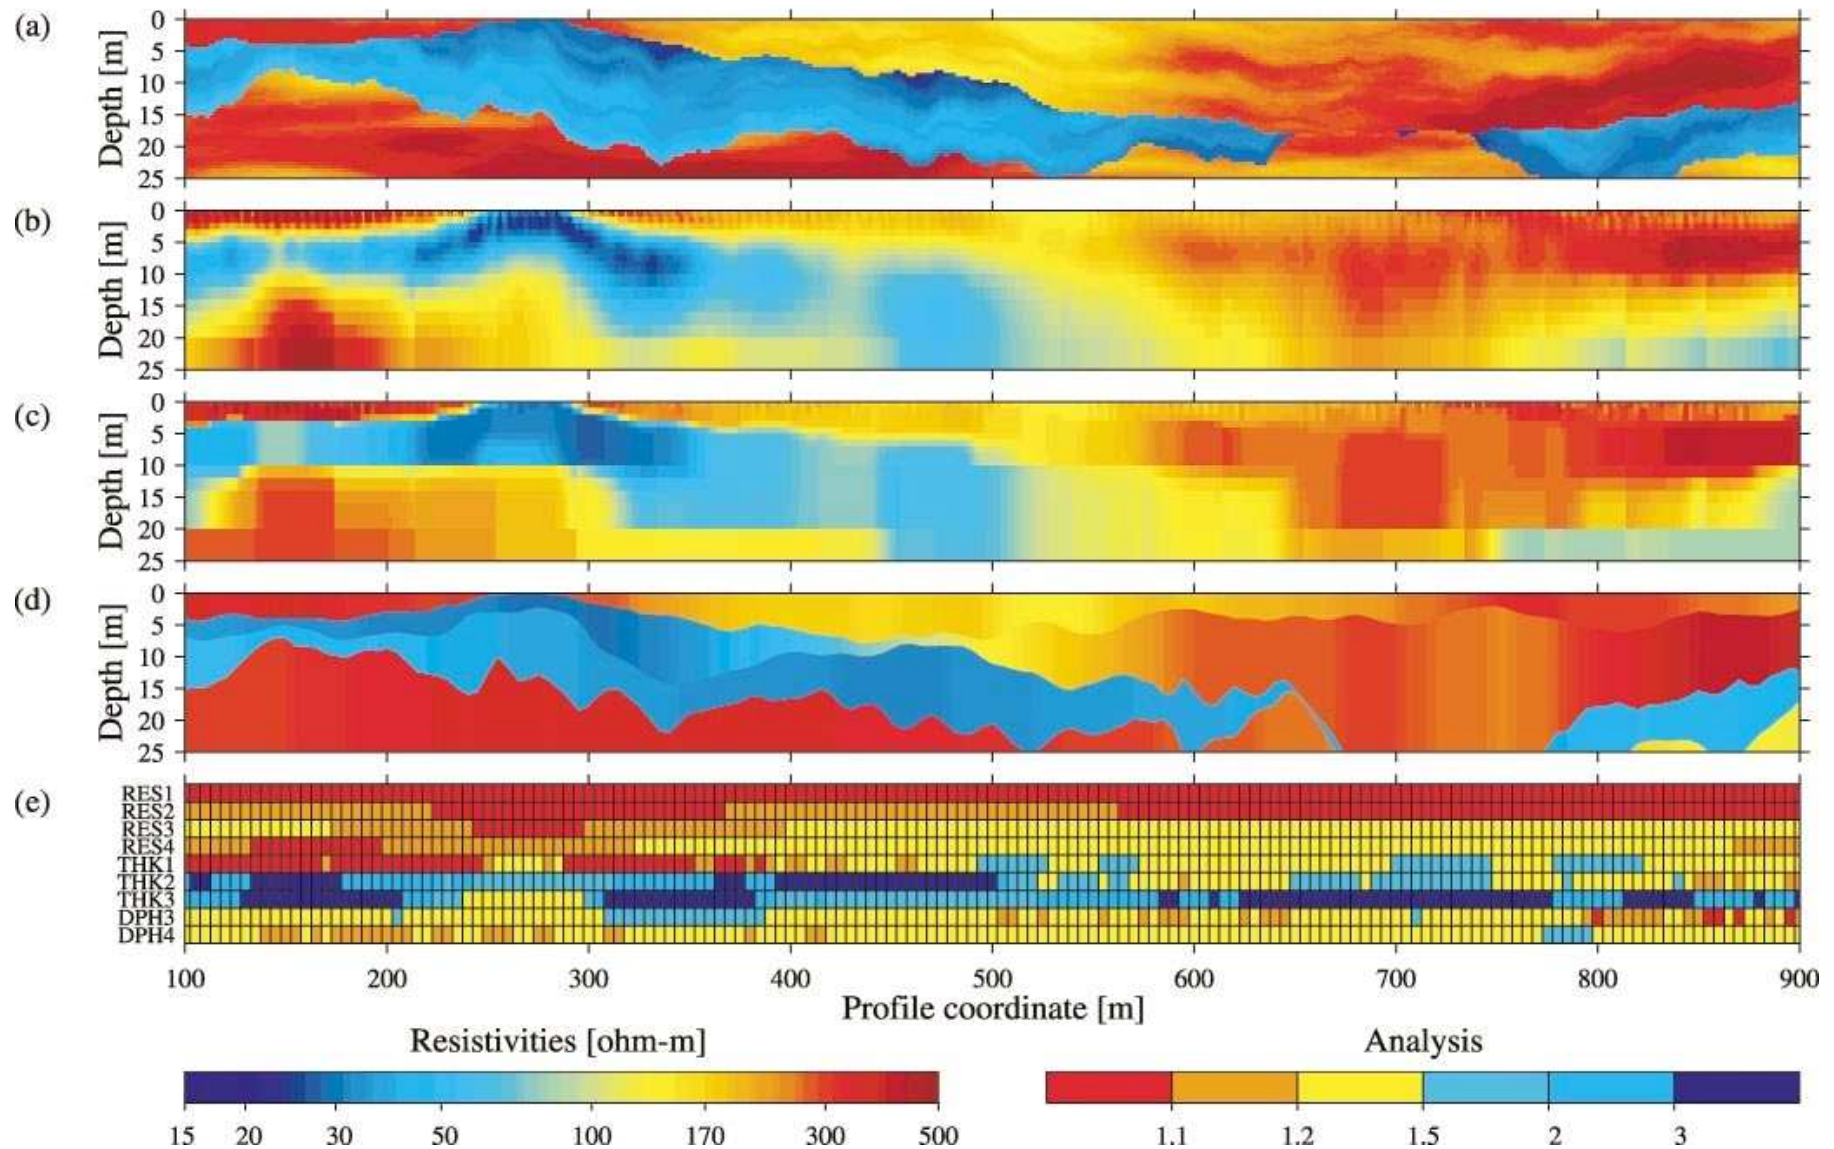 (a)
Depth [m]
0
5
10
15
20
25
(b)
Depth [m]
0
5
10
15
20
25
(c)
Depth [m]
0
5
10
15
20
25
(d)
Depth [m]
0
5
10
15
20
25
(e)
RES1
RES2
RES3
RES4
THK1
THK2
THK3
DPH3
DPH4
100 200 300 400 500 600 700 800 900
Profile coordinate [m]
Resistivities [ohm-m] Analysis
15 20 30 50 100 170 300 500 1.1 1.2 1.5 2 3